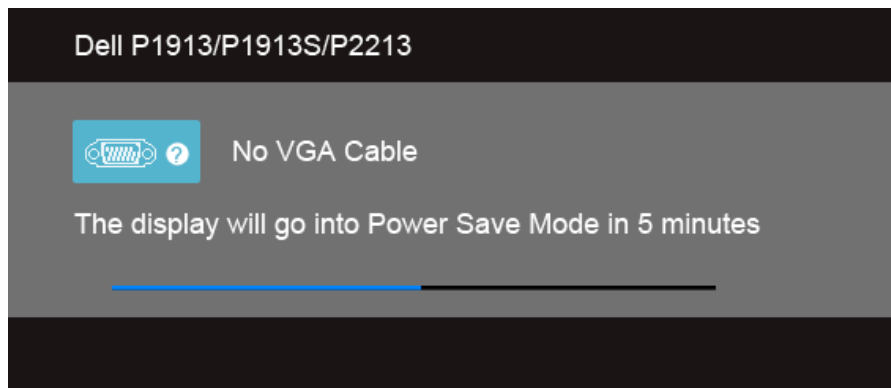 Dell P1913/P1913S/P2213
? No VGA Cable
The display will go into Power Save Mode in 5 minutes